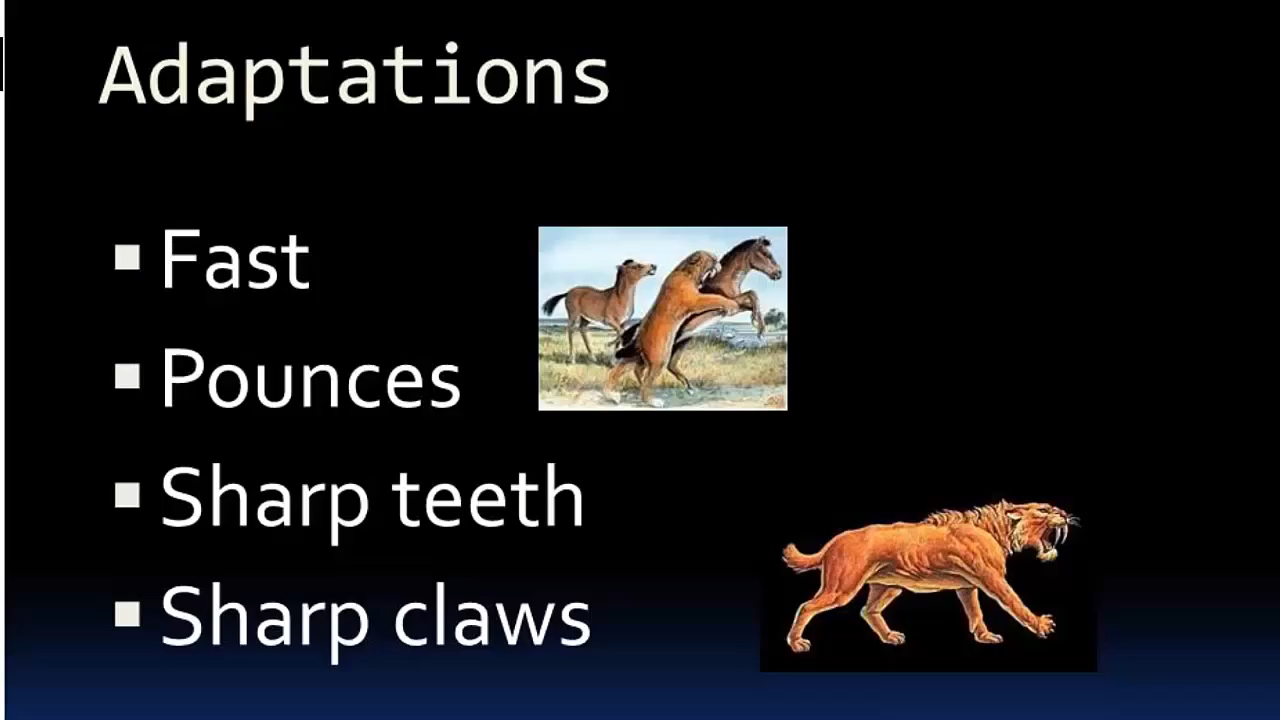 Adaptations
Fast
Pounces
Sharp teeth
Sharp claws